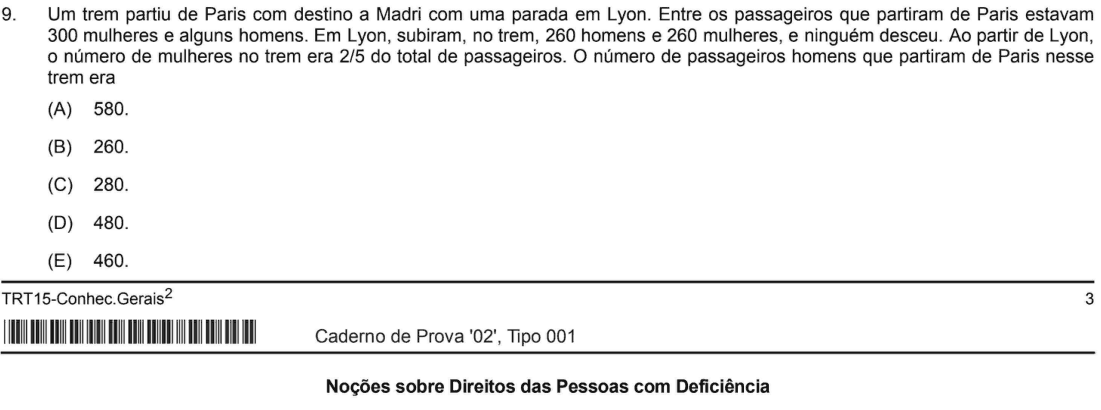 9. Um trem partiu de Paris com destino a Madri com uma parada em Lyon. Entre os passageiros que partiram de Paris estavam
300 mulheres e alguns homens. Em Lyon, subiram, no trem, 260 homens e 260 mulheres, e ninguém desceu. Ao partir de Lyon,
o número de mulheres no trem era 2/5 do total de passageiros. O número de passageiros homens que partiram de Paris nesse
trem era
(A) 580.
(B) 260.
(C) 280.
(D) 480.
(E) 460.
TRT15-Conhec.Gerais2 3
Caderno de Prova '02', Tipo 001
Noções sobre Direitos das Pessoas com Deficiência